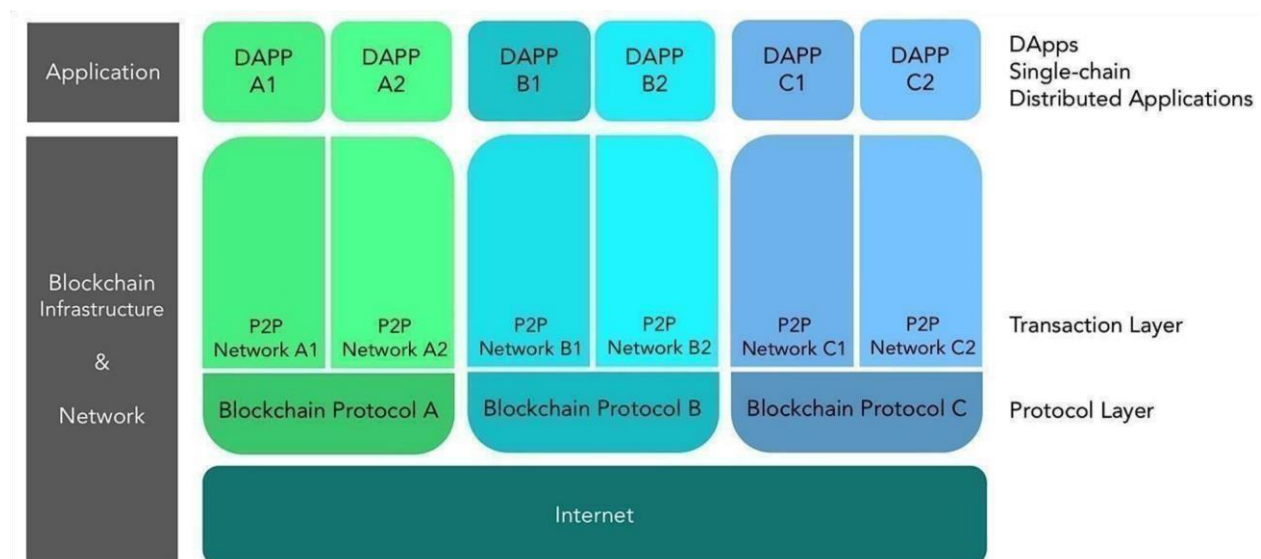 Application
DAPP
A1
DAPP
A2
DAPP
B1
DAPP
B2
DAPP
C1
DAPP
C2
DApps
Single-chain
Distributed Applications
Blockchain
Infrastructure
&
Network
P2P
Network A1
P2P
Network A2
P2P
Network B1
P2P
Network B2
P2P
Network C1
P2P
Network C2
Transaction Layer
Blockchain Protocol A
Blockchain Protocol B
Blockchain Protocol C
Protocol Layer
Internet